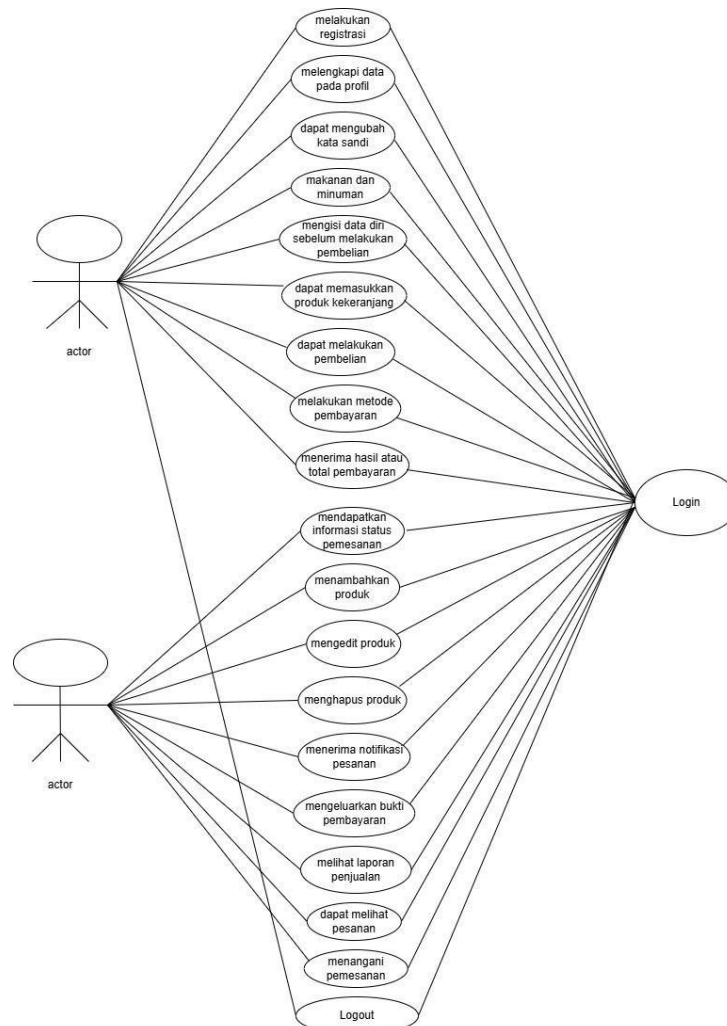 melakukan
registrasi
melengkapi data
pada profil
dapat mengubah
kata sandi
makanan dan
minuman
mengisi data diri
sebelum melakukan
pembelian
dapat memasukkan
produk kekeranjang
actor
dapat melakukan
pembelian
melakukan metode
pembayaran
menerima hasil atau
total pembayaran
Login
mendapatkan
informasi status
pemesanan
menambahkan
produk
mengedit produk
menghapus produk
menerima notifikasi
pesanan
actor
mengeluarkan bukti
pembayaran
melihat laporan
penjualan
dapat melihat
pesanan
menangani
pemesanan
Logout